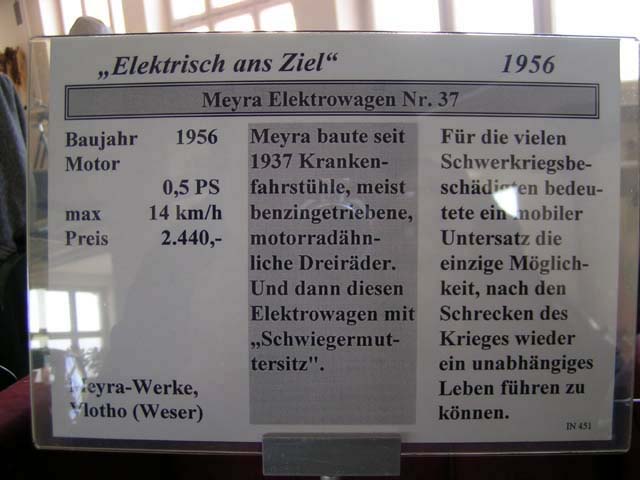 „Elektrisch ans Ziel“ 1956
Meyra Elektrowagen Nr. 37
Baujahr 1956
Motor
0,5 PS
max 14 km/h
Preis 2.440,-
Meyra-Werke,
Vlotho (Weser)
Meyra baute seit
1937 Kranken-
fahrstühle, meist
benzingetriebene,
motorradähn-
liche Dreiräder.
Und dann diesen
Elektrowagen mit
„Schwiegermut-
tersitz".
Für die vielen
Schwerkriegsbe-
schädigten bedeu-
tete ein mobiler
Untersatz die
einzige Möglich-
keit, nach den
Schrecken des
Krieges wieder
ein unabhängiges
Leben führen zu
können.
IN 451